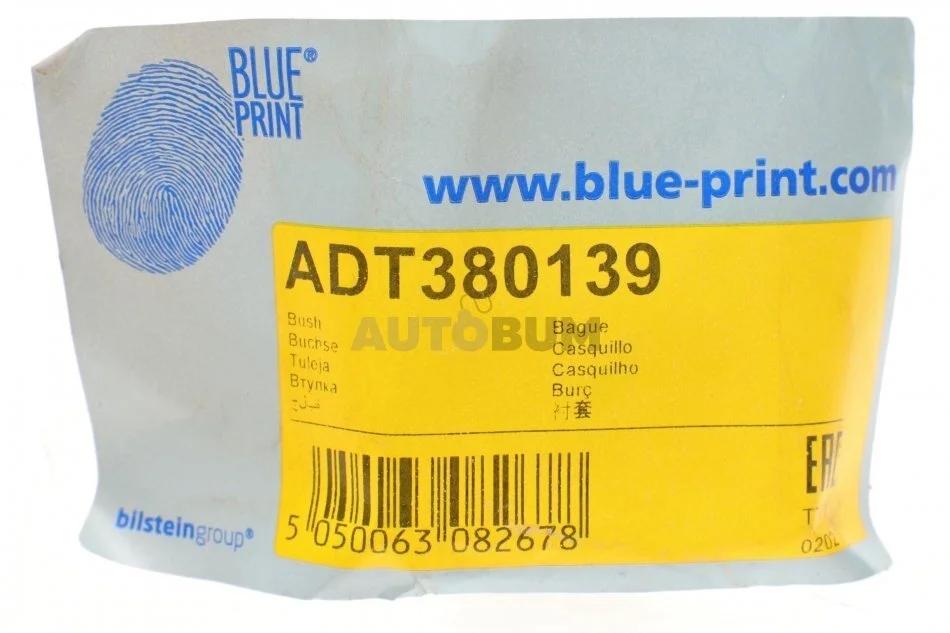 BLUE®
PRINT
www.blue-print.com
ADT380139
Bush
Buchse
Tuleja
Втулка
Bague
Casquillo
Casquilho
Burç
衬套
AUTOBUM
EAC
5 050063 082678
bilsteingroup®